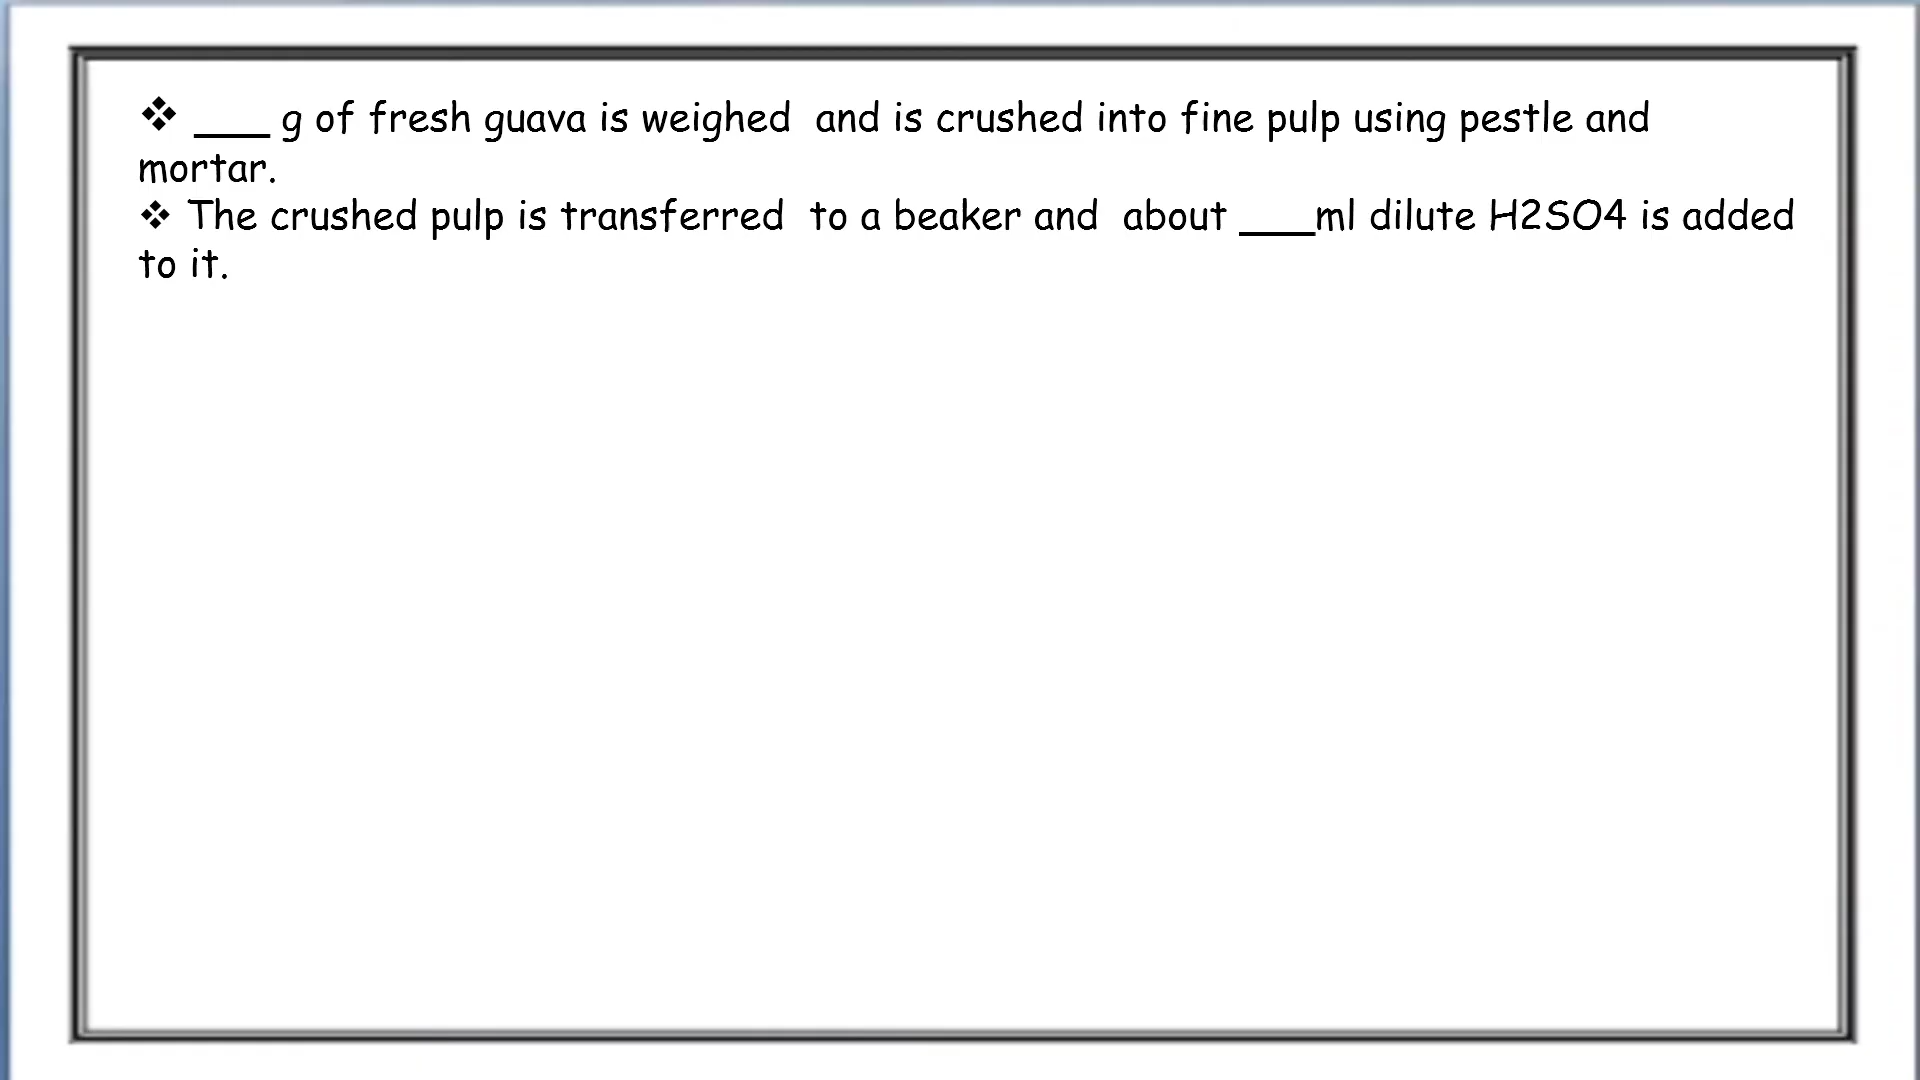 ❖ ___ g of fresh guava is weighed  and is crushed into fine pulp using pestle and
mortar.
❖ The crushed pulp is transferred  to a beaker and  about ___ml dilute H2SO4 is added
to it.